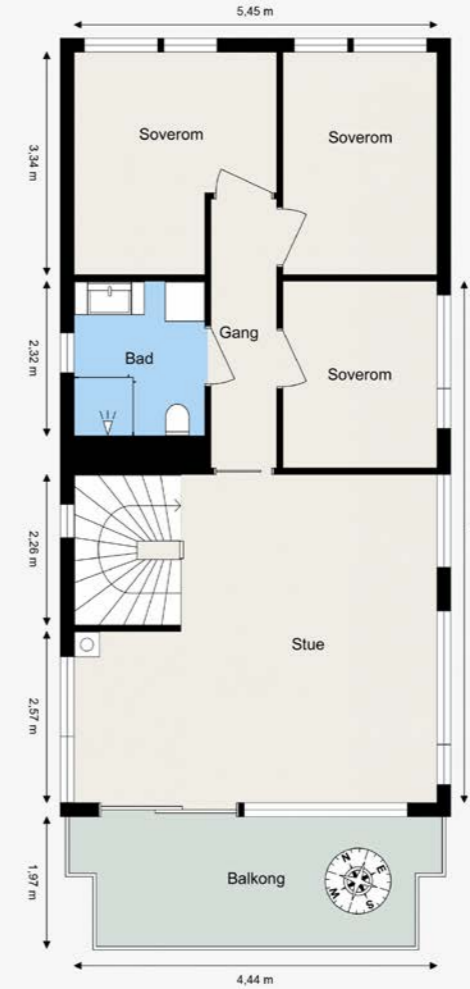 5,45 m
Soverom
Soverom
3,34 m
Gang
Bad
2,32 m
Soverom
2,26 m
Stue
2,57 m
Balkong
N
E
S
W
1,97 m
4,44 m